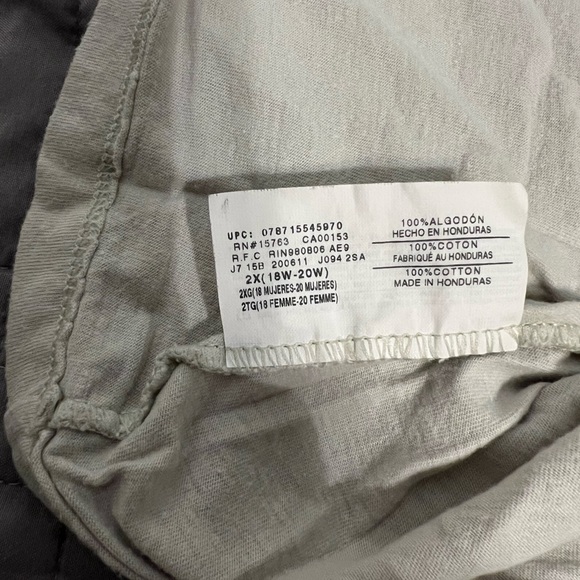 UPC: 078715545970
RN#15763 CA00153
R.F.C RIN980806 AE9
J7 15B 200611 J094 2SA
2X(18W-20W)
2XG(18 MUJERES-20 MUJERES)
2TG(18 FEMME-20 FEMME)
100%ALGODÓN
HECHO EN HONDURAS
100%COTON
FABRIQUÉ AU HONDURAS
100%COTTON
MADE IN HONDURAS